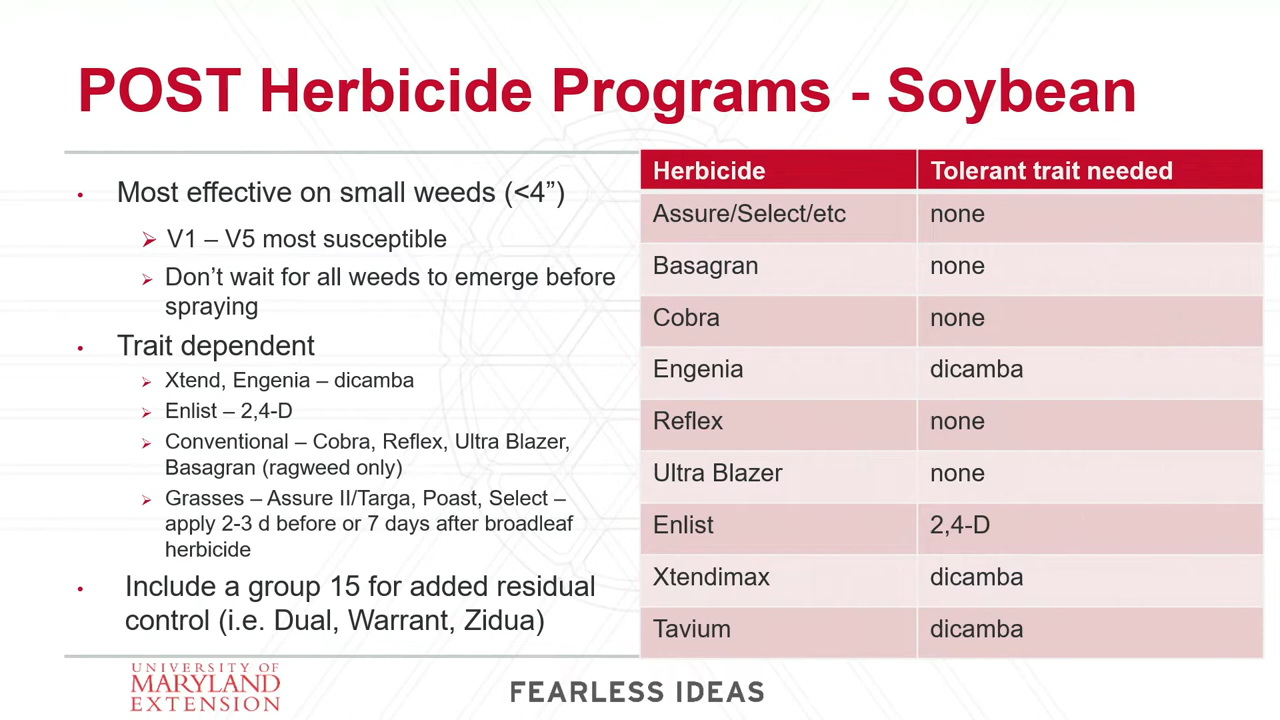 POST Herbicide Programs - Soybean
• Most effective on small weeds (<4”)
➢ V1 – V5 most susceptible
➢ Don’t wait for all weeds to emerge before
spraying
• Trait dependent
➢ Xtend, Engenia – dicamba
➢ Enlist – 2,4-D
➢ Conventional – Cobra, Reflex, Ultra Blazer,
Basagran (ragweed only)
➢ Grasses – Assure II/Targa, Poast, Select –
apply 2-3 d before or 7 days after broadleaf
herbicide
• Include a group 15 for added residual
control (i.e. Dual, Warrant, Zidua)
Herbicide Tolerant trait needed
Assure/Select/etc none
Basagran none
Cobra none
Engenia dicamba
Reflex none
Ultra Blazer none
Enlist 2,4-D
Xtendimax dicamba
Tavium dicamba
UNIVERSITY OF
MARYLAND
EXTENSION
FEARLESS IDEAS